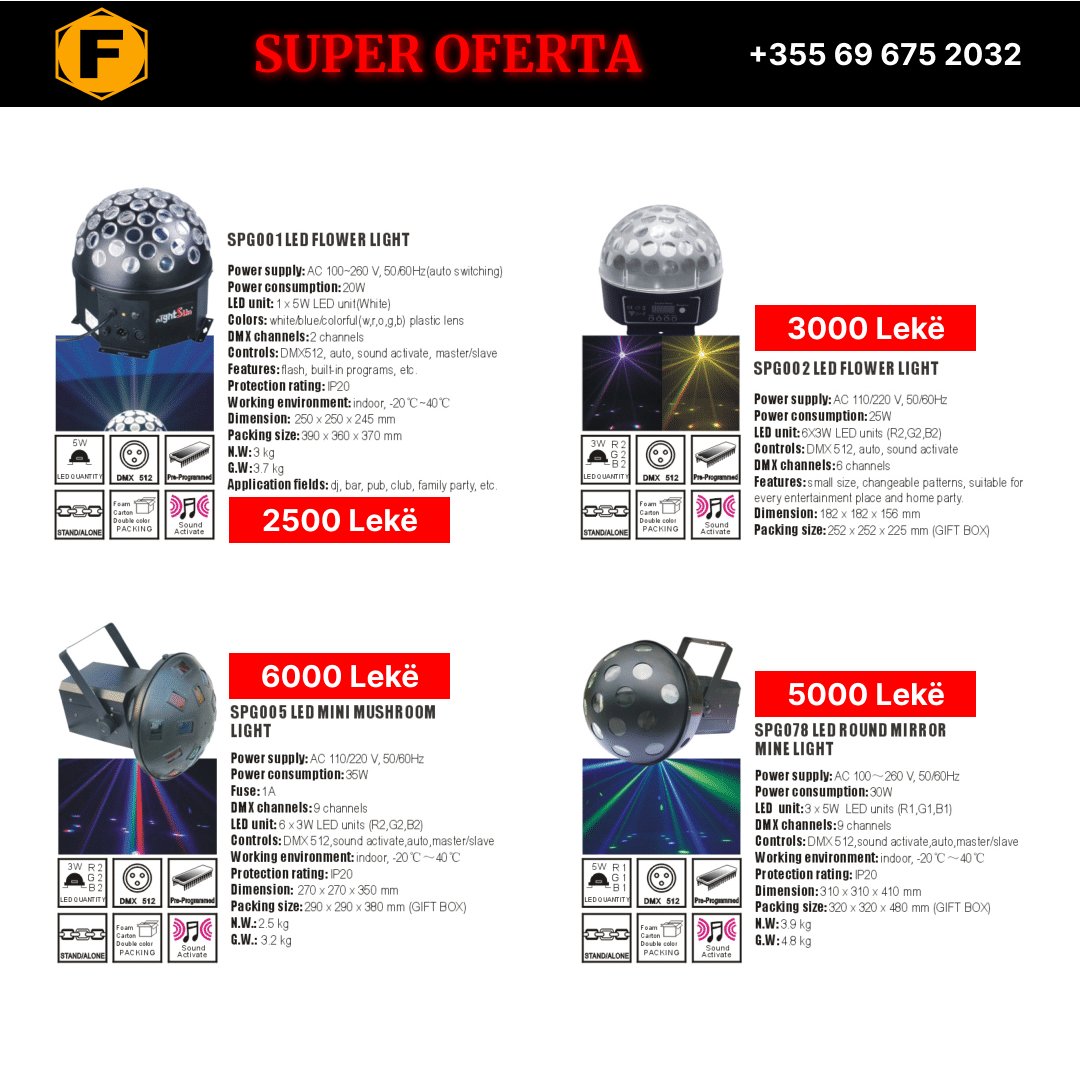 F
SUPER OFERTA
+355 69 675 2032
SPG001 LED FLOWER LIGHT
Power supply: AC 100~260 V, 50/60Hz(auto switching)
Power consumption: 20W
LED unit: 1 x 5W LED unit(White)
Colors: white/blue/colorful(w,r,o,g,b) plastic lens
DMX channels: 2 channels
Controls: DMX512, auto, sound activate, master/slave
Features: flash, built-in programs, etc.
Protection rating: IP20
Working environment: indoor, -20℃~40℃
Dimension: 250 x 250 x 245 mm
Packing size: 390 x 360 x 370 mm
N.W: 3 kg
G.W: 3.7 kg
Application fields: dj, bar, pub, club, family party, etc.
2500 Lekë
5W
LED QUANTITY
DMX 512
Pre-Programmed
STAND/ALONE
Foam
Carton
Double color
PACKING
Sound
Activate
3000 Lekë
SPG002 LED FLOWER LIGHT
Power supply: AC 110/220 V, 50/60Hz
Power consumption: 25W
LED unit: 6X3W LED units (R2,G2,B2)
Controls: DMX 512, auto, sound activate
DMX channels: 6 channels
Features: small size, changeable patterns, suitable for
every entertainment place and home party.
Dimension: 182 x 182 x 156 mm
Packing size: 252 x 252 x 225 mm (GIFT BOX)
3W R2
G2
B2
LED QUANTITY
DMX 512
Pre-Programmed
STAND/ALONE
Foam
Carton
Double color
PACKING
Sound
Activate
6000 Lekë
SPG005 LED MINI MUSHROOM
LIGHT
Power supply: AC 110/220 V, 50/60Hz
Power consumption: 35W
Fuse: 1A
DMX channels: 9 channels
LED unit: 6 x 3W LED units (R2,G2,B2)
Controls: DMX 512,sound activate,auto,master/slave
Working environment: indoor, -20℃～40℃
Protection rating: IP20
Dimension: 270 x 270 x 350 mm
Packing size: 290 x 290 x 380 mm (GIFT BOX)
N.W.: 2.5 kg
G.W.: 3.2 kg
3W R2
G2
B2
LED QUANTITY
DMX 512
Pre-Programmed
STAND/ALONE
Foam
Carton
Double color
PACKING
Sound
Activate
5000 Lekë
SPG078 LED ROUND MIRROR
MINE LIGHT
Power supply: AC 100～260 V, 50/60Hz
Power consumption: 30W
LED unit: 3 x 5W LED units (R1,G1,B1)
DMX channels: 9 channels
Controls: DMX 512,sound activate,auto,master/slave
Working environment: indoor, -20℃～40℃
Protection rating: IP20
Dimension: 310 x 310 x 410 mm
Packing size: 320 x 320 x 480 mm (GIFT BOX)
N.W: 3.9 kg
G.W: 4.8 kg
5W R1
G1
B1
LED QUANTITY
DMX 512
Pre-Programmed
STAND/ALONE
Foam
Carton
Double color
PACKING
Sound
Activate